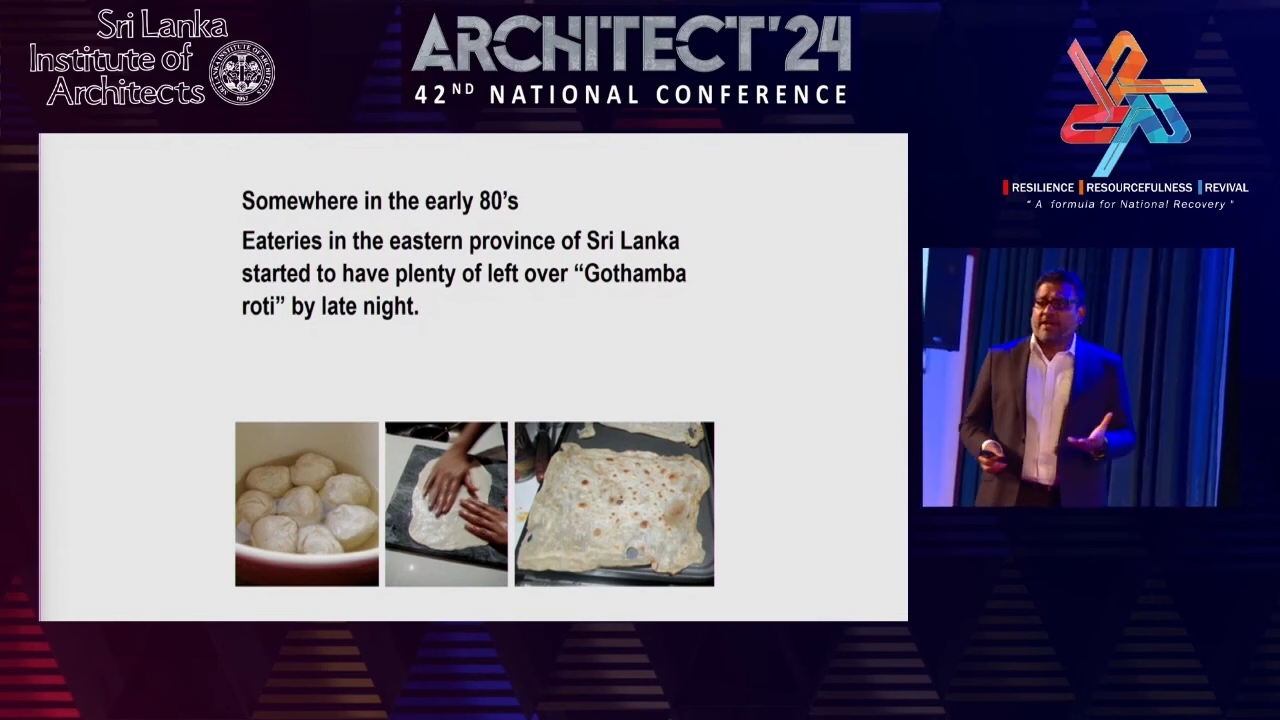 Sri Lanka
Institute of
Architects
ARCHITECT'24
42ND NATIONAL CONFERENCE
RESILIENCE RESOURCEFULNESS REVIVAL
" A formula for National Recovery "
Somewhere in the early 80's
Eateries in the eastern province of Sri Lanka
started to have plenty of left over “Gothamba
roti” by late night.